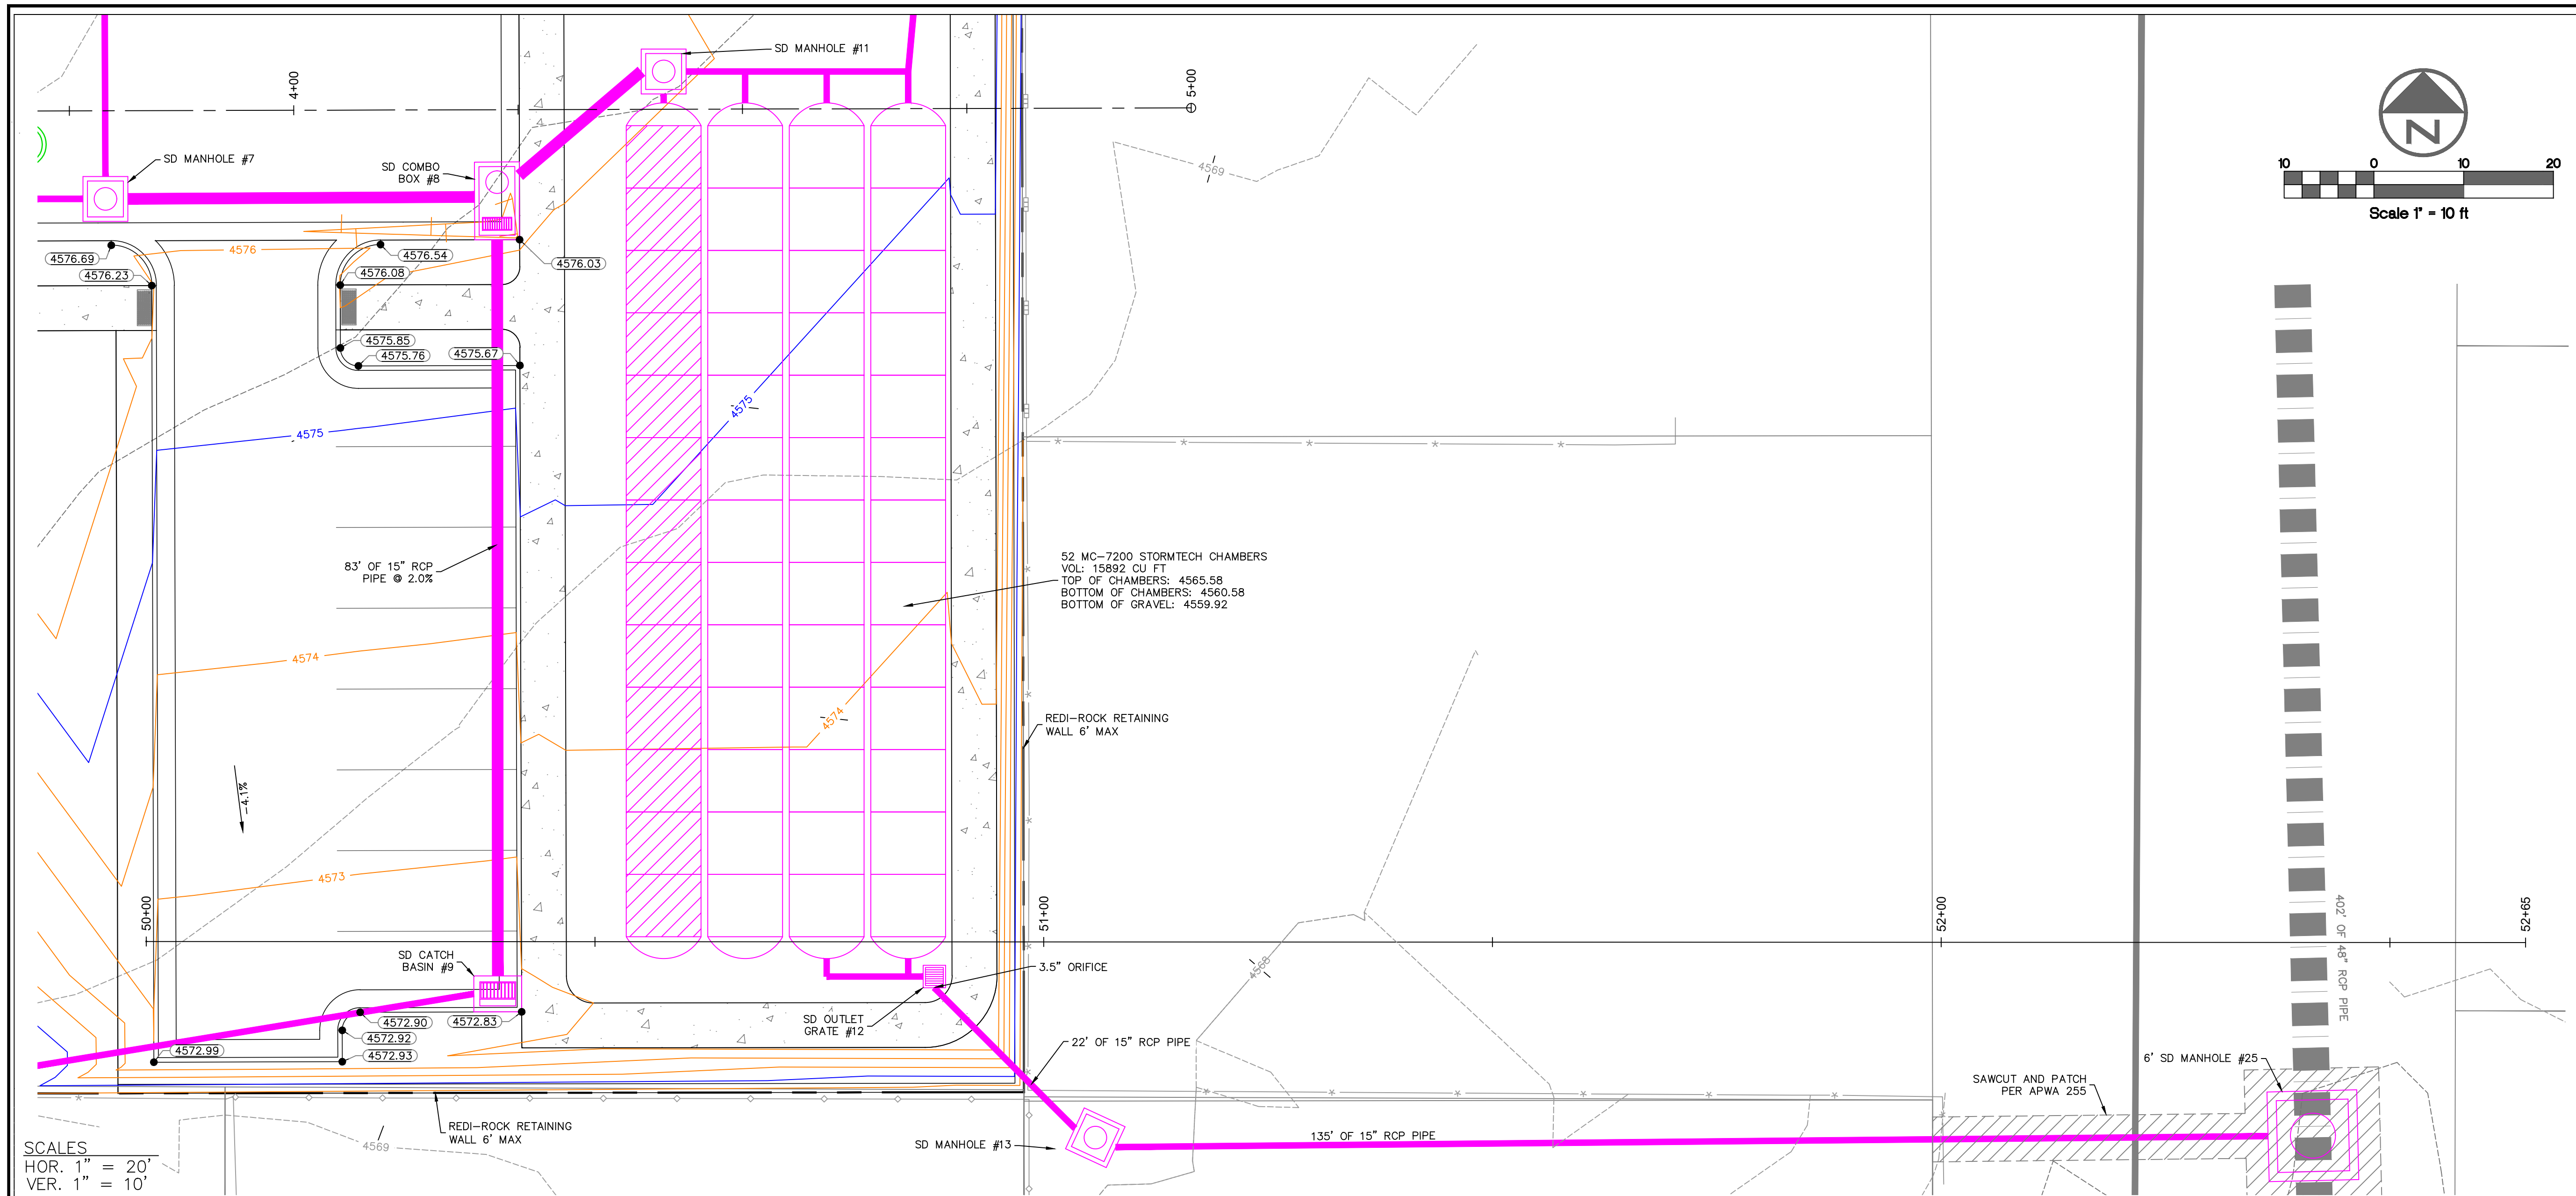 SD MANHOLE #11
4+00
5+00
SD MANHOLE #7
SD COMBO
BOX #8
4569
N
10 0 10 20
Scale 1" = 10 ft
4576.69
4576
4576.54
4576.03
4576.23
4576.08
4575.85
4575.76
4575.67
4575
4575
83' OF 15" RCP
PIPE @ 2.0%
52 MC-7200 STORMTECH CHAMBERS
VOL: 15892 CU FT
TOP OF CHAMBERS: 4565.58
BOTTOM OF CHAMBERS: 4560.58
BOTTOM OF GRAVEL: 4559.92
4574
4574
REDI-ROCK RETAINING
WALL 6' MAX
-4.1%
4573
50+00
51+00
52+00
52+65
402' OF 48" RCP PIPE
SD CATCH
BASIN #9
3.5" ORIFICE
4568
SD OUTLET
GRATE #12
4572.90
4572.83
4572.92
4572.99
4572.93
22' OF 15" RCP PIPE
6' SD MANHOLE #25
SAWCUT AND PATCH
PER APWA 255
REDI-ROCK RETAINING
WALL 6' MAX
4569
SD MANHOLE #13
135' OF 15" RCP PIPE
SCALES
HOR. 1" = 20'
VER. 1" = 10'